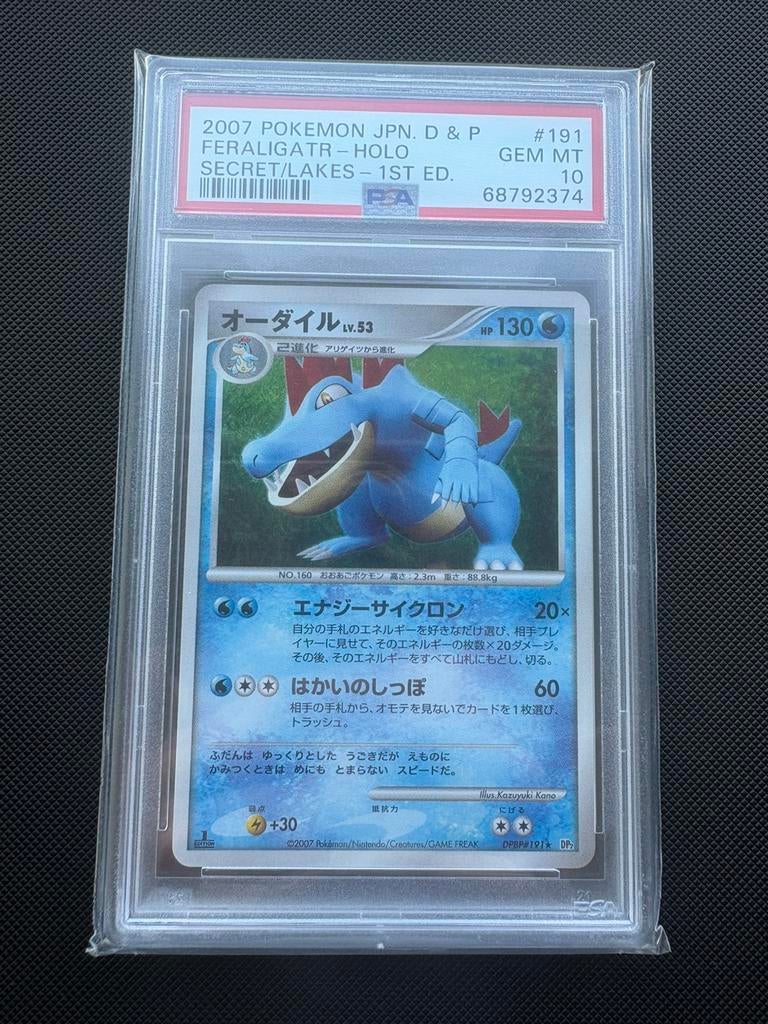 2007 POKEMON JPN. D & P #191
FERALIGATR-HOLO GEM MT
SECRET/LAKES-1ST ED. 10
PSA 68792374
オーダイル LV.53 HP 130
2進化 アリゲイツから進化
NO.160 おおあごポケモン 高さ:2.3m 重さ:88.8kg
エナジーサイクロン 20×
自分の手札のエネルギーを好きなだけ選び、相手プレ
イヤーに見せて、そのエネルギーの枚数×20ダメージ。
その後、そのエネルギーをすべて山札にもどし、切る。
はかいのしっぽ 60
相手の手札から、オモテを見ないでカードを1枚選び、
トラッシュ。
ふだんは ゆっくりとした うごきだが えものに
かみつくときは めにも とまらない スピードだ。
Illus.Kazuyuki Kano
弱点 抵抗力 にげる
+30
1 EDITION ©2007 Pokémon/Nintendo/Creatures/GAME FREAK DPBP#191★